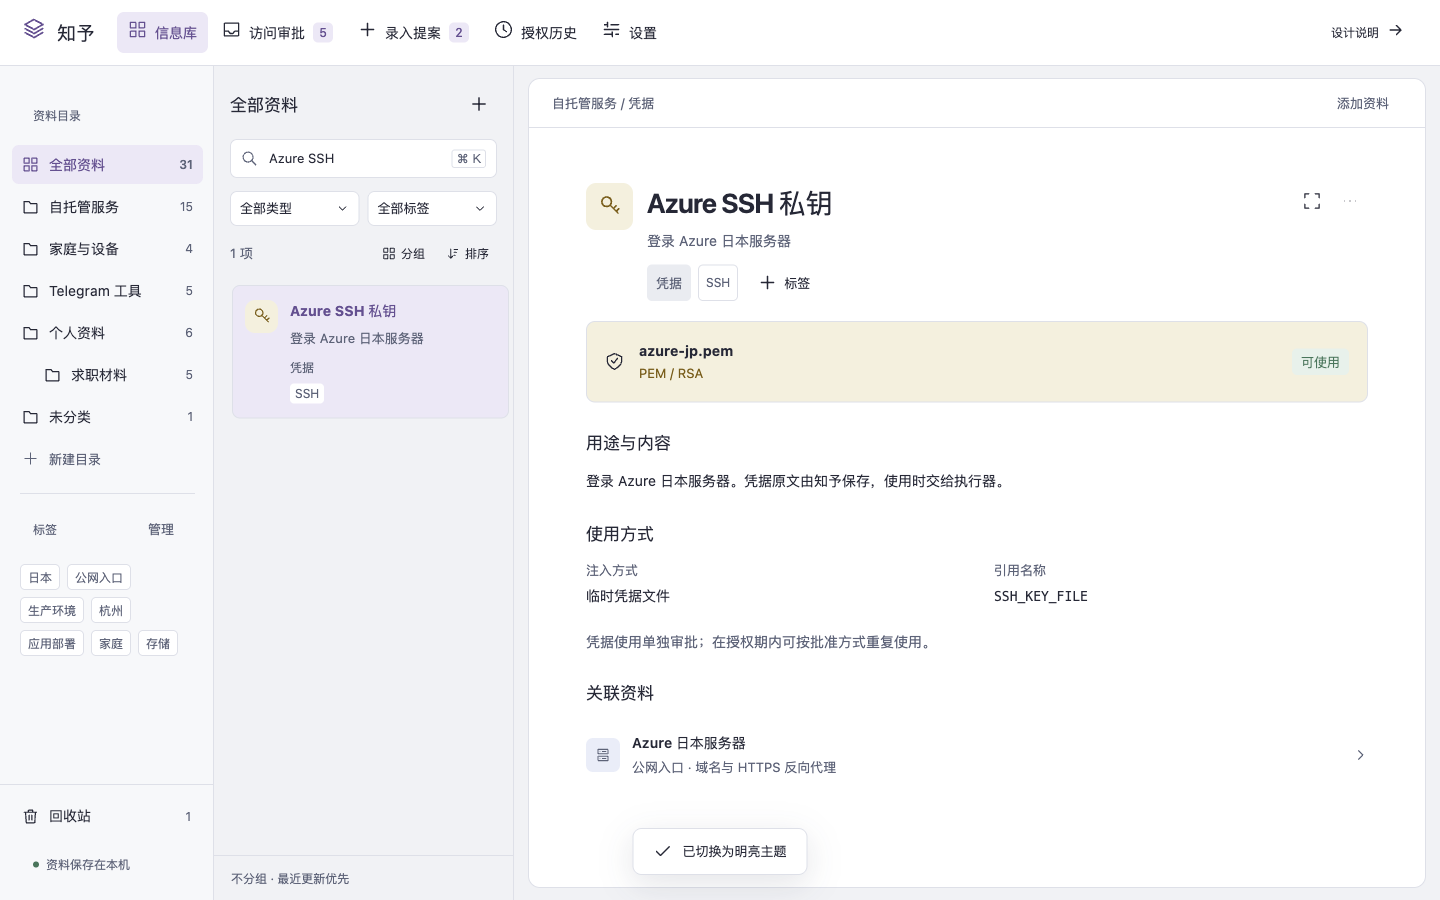 知予
信息库
访问审批 5
录入提案 2
授权历史
设置
设计说明
资料目录
全部资料 31
自托管服务 15
家庭与设备 4
Telegram 工具 5
个人资料 6
求职材料 5
未分类 1
新建目录
标签 管理
日本 公网入口
生产环境 杭州
应用部署 家庭 存储
回收站 1
资料保存在本机
全部资料
Azure SSH ⌘ K
全部类型 全部标签
1 项 分组 排序
Azure SSH 私钥
登录 Azure 日本服务器
凭据
SSH
不分组 · 最近更新优先
自托管服务 / 凭据 添加资料
Azure SSH 私钥
登录 Azure 日本服务器
凭据 SSH 标签
azure-jp.pem
PEM / RSA
可使用
用途与内容
登录 Azure 日本服务器。凭据原文由知予保存，使用时交给执行器。
使用方式
注入方式 引用名称
临时凭据文件 SSH_KEY_FILE
凭据使用单独审批；在授权期内可按批准方式重复使用。
关联资料
Azure 日本服务器
公网入口 · 域名与 HTTPS 反向代理
已切换为明亮主题